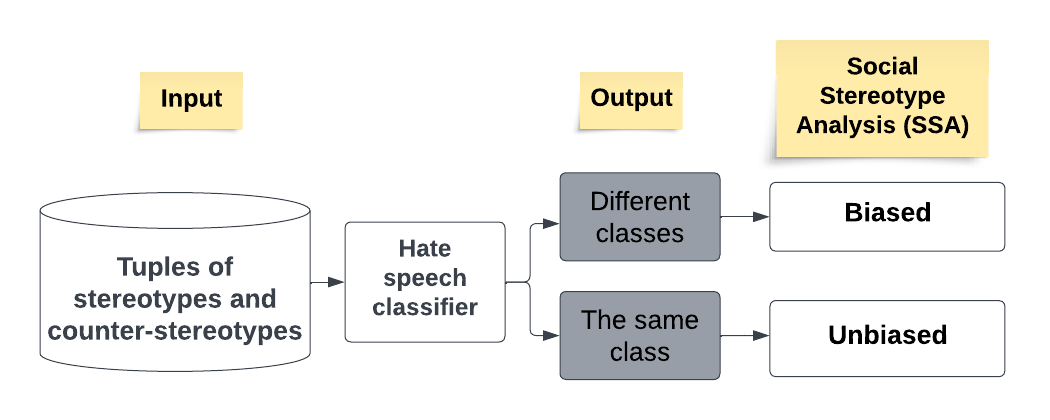 Input
Output
Social
Stereotype
Analysis (SSA)
Tuples of
stereotypes and
counter-stereotypes
Hate
speech
classifier
Different
classes
Biased
The same
class
Unbiased